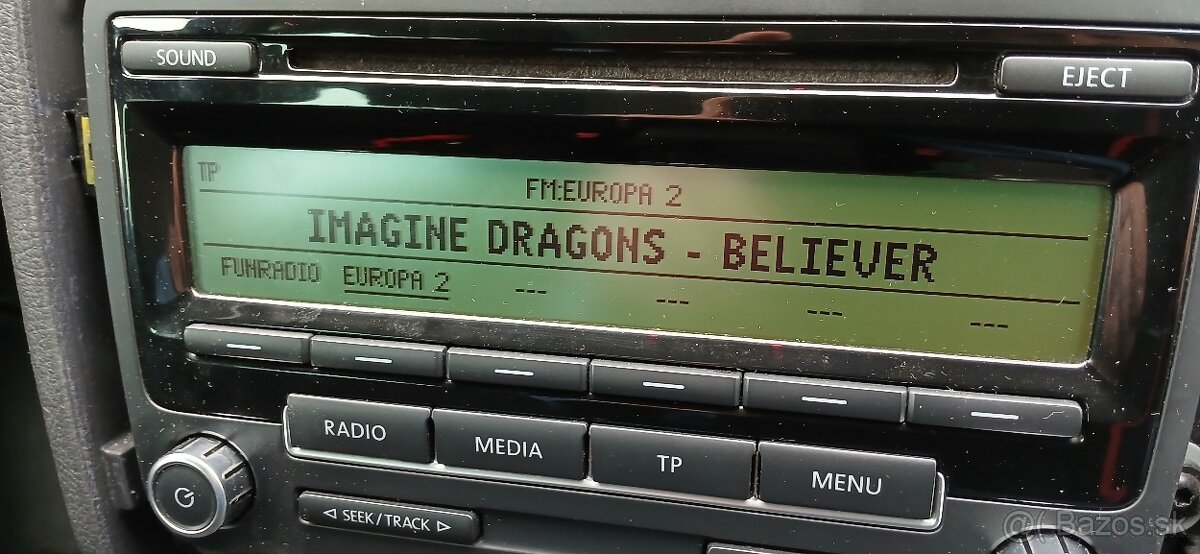 SOUND
EJECT
TP
FM:EUROPA 2
IMAGINE DRAGONS - BELIEVER
FUNRADIO EUROPA 2 --- --- --- ---
RADIO MEDIA TP MENU
◁ SEEK/TRACK ▷
Bazos.sk